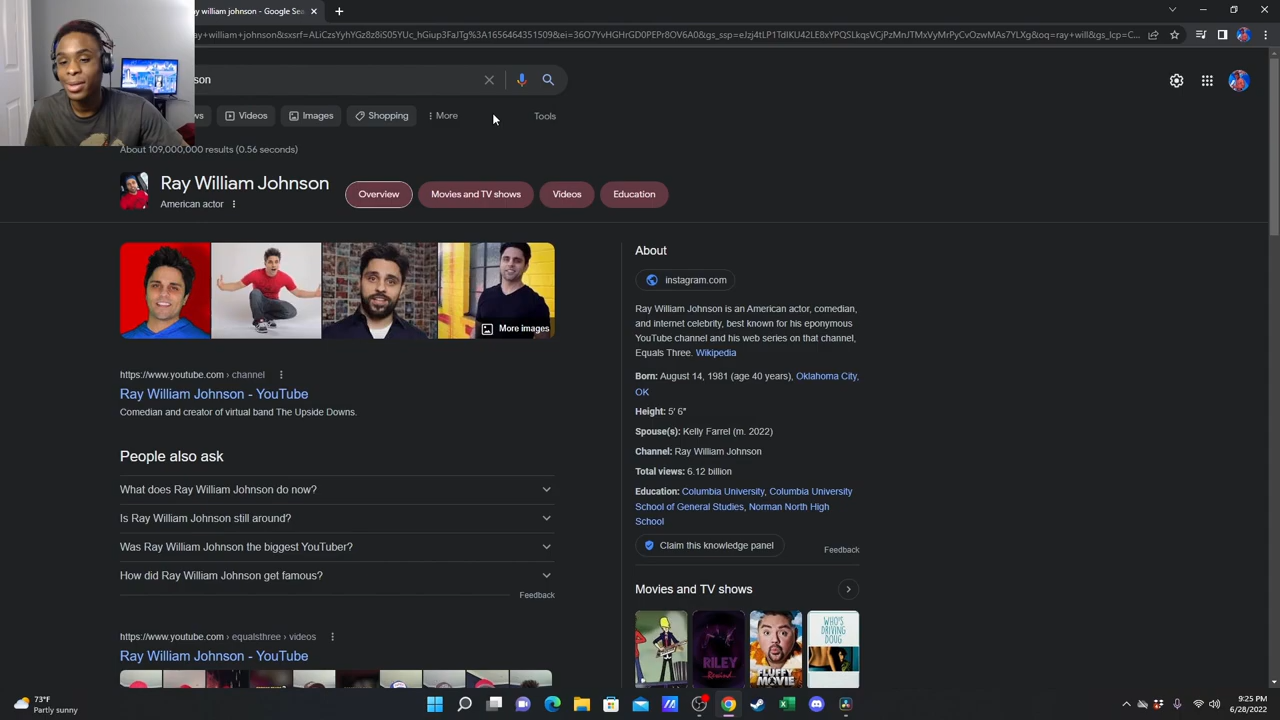 ray william johnson - Google Sea
son
ws
Videos
Images
Shopping
More
Tools
About 109,000,000 results (0.56 seconds)
Ray William Johnson
American actor
Overview
Movies and TV shows
Videos
Education
More images
About
instagram.com
Ray William Johnson is an American actor, comedian,
and internet celebrity, best known for his eponymous
YouTube channel and his web series on that channel,
Equals Three. Wikipedia
Born: August 14, 1981 (age 40 years), Oklahoma City,
OK
Height: 5′ 6″
Spouse(s): Kelly Farrel (m. 2022)
Channel: Ray William Johnson
Total views: 6.12 billion
Education: Columbia University, Columbia University
School of General Studies, Norman North High
School
Claim this knowledge panel
Feedback
Movies and TV shows
RILEY
Rewind
FLUFFY
MOVIE
WHO'S
DRIVING
DOUG
https://www.youtube.com › channel
Ray William Johnson - YouTube
Comedian and creator of virtual band The Upside Downs.
People also ask
What does Ray William Johnson do now?
Is Ray William Johnson still around?
Was Ray William Johnson the biggest YouTuber?
How did Ray William Johnson get famous?
Feedback
https://www.youtube.com › equalsthree › videos
Ray William Johnson - YouTube
73°F
Partly sunny
9:25 PM
6/28/2022